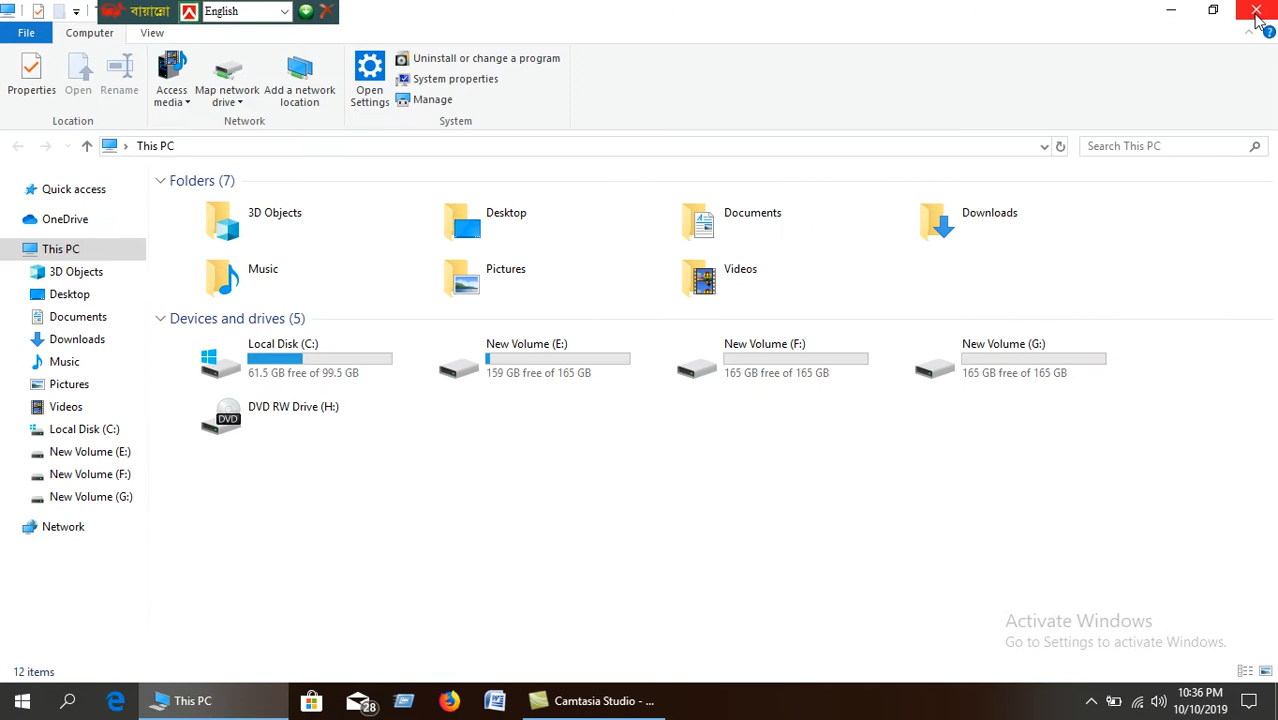 বায়ান্নো English
File Computer View
Properties Open Rename Access media Map network drive Add a network location Open Settings Uninstall or change a program
System properties
Manage
Location Network System
This PC Search This PC
Quick access
OneDrive
This PC
3D Objects
Desktop
Documents
Downloads
Music
Pictures
Videos
Local Disk (C:)
New Volume (E:)
New Volume (F:)
New Volume (G:)
Network
Folders (7)
3D Objects Desktop Documents Downloads
Music Pictures Videos
Devices and drives (5)
Local Disk (C:) New Volume (E:) New Volume (F:) New Volume (G:)
61.5 GB free of 99.5 GB 159 GB free of 165 GB 165 GB free of 165 GB 165 GB free of 165 GB
DVD RW Drive (H:)
DVD
Activate Windows
Go to Settings to activate Windows.
12 items
This PC 28 Camtasia Studio - ... 10:36 PM
10/10/2019